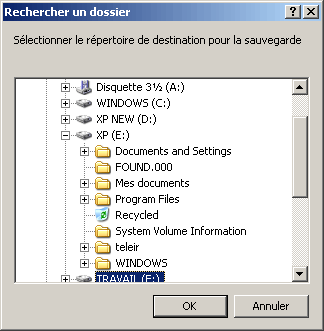 Rechercher un dossier
Sélectionner le répertoire de destination pour la sauvegarde
Disquette 3½ (A:)
WINDOWS (C:)
XP NEW (D:)
XP (E:)
Documents and Settings
FOUND.000
Mes documents
Program Files
Recycled
System Volume Information
teleir
WINDOWS
TRAVAIL (F:)
OK
Annuler